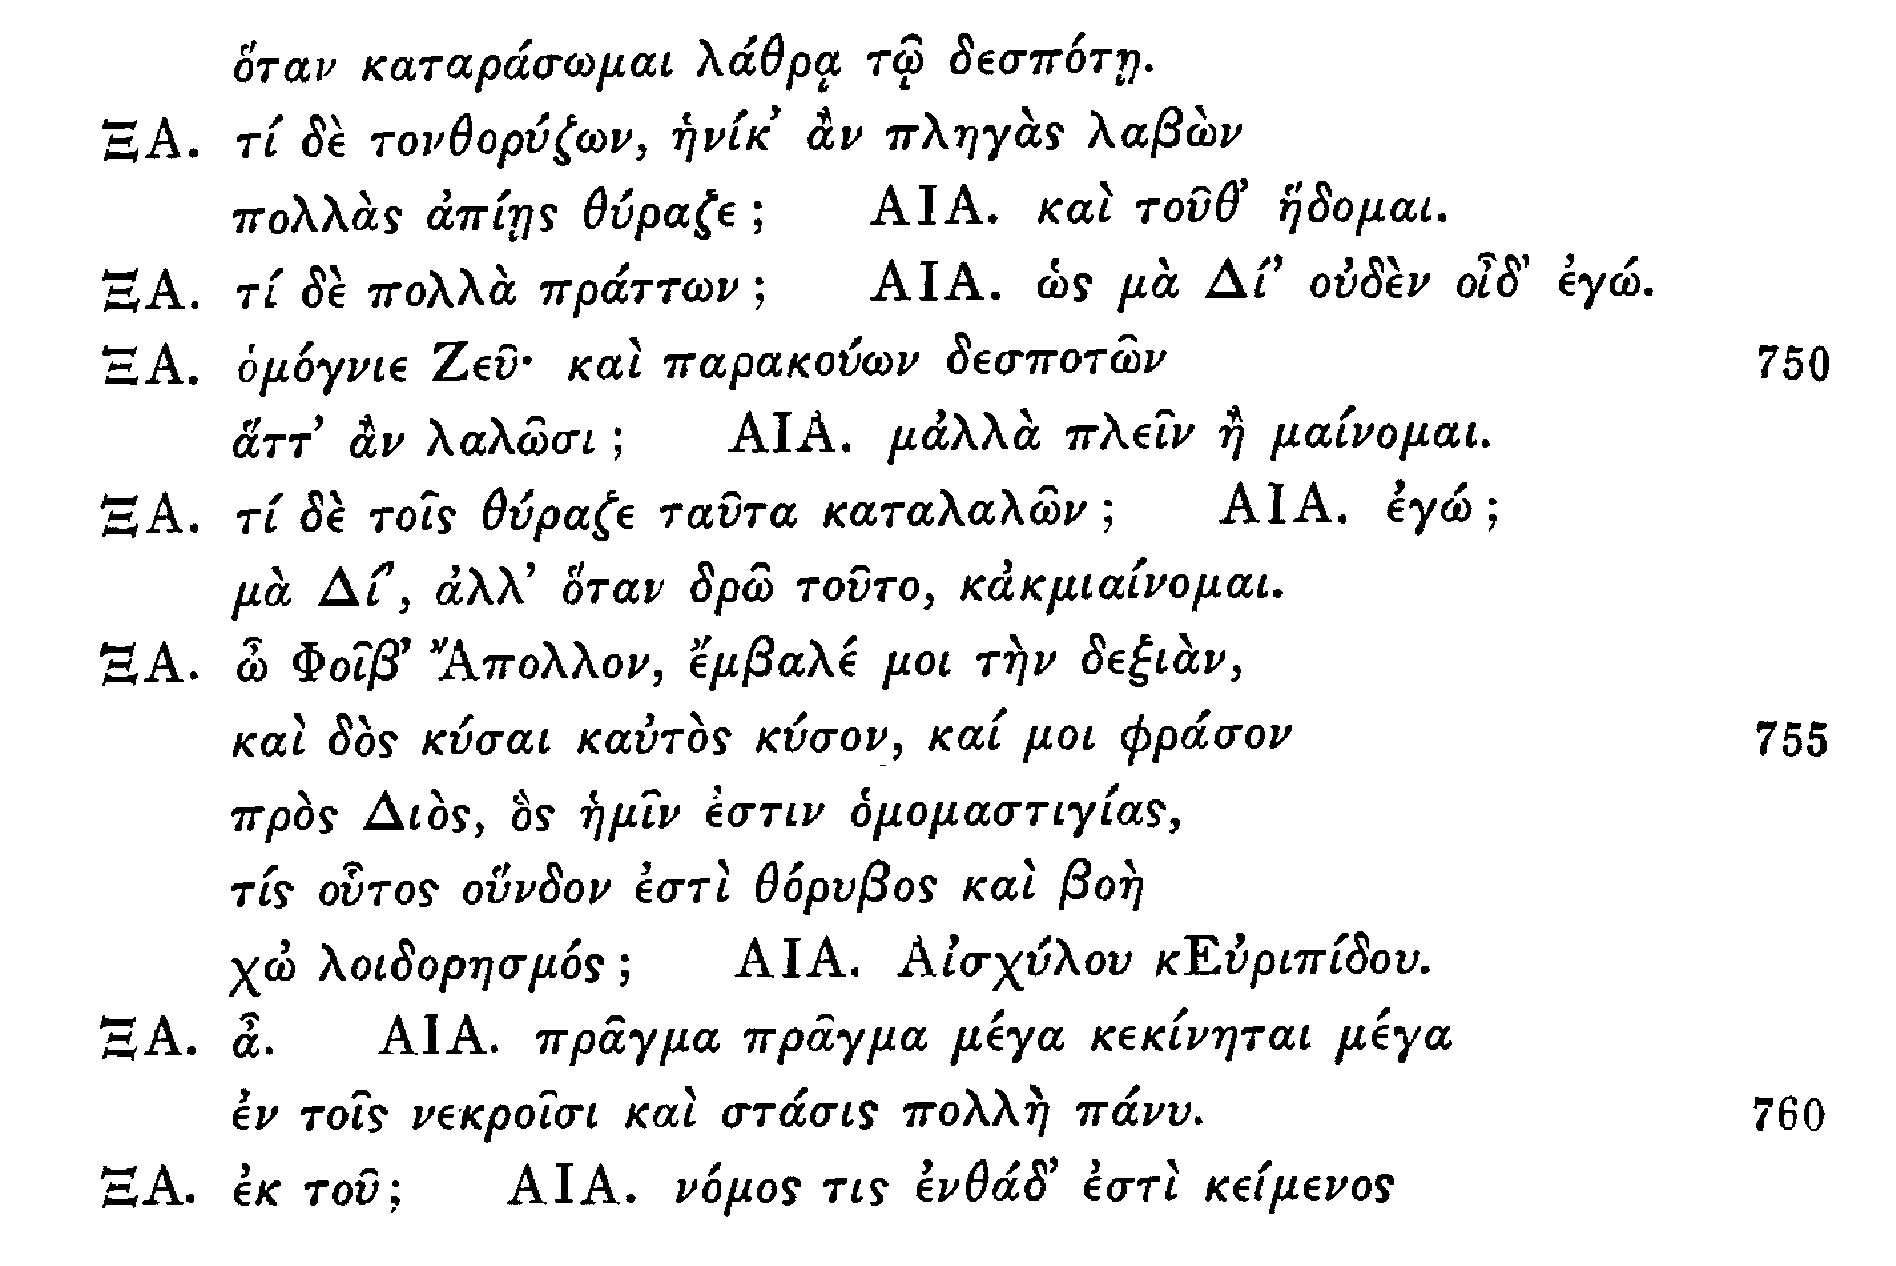 ὅταν καταράσωμαι λάθρᾳ τῷ δεσπότῃ.
ΞΑ. τί δὲ τονθορύζων, ἡνίκ’ ἂν πληγὰς λαβὼν
πολλὰς ἀπίῃς θύραζε; ΑΙΑ. καὶ τοῦθ’ ἥδομαι.
ΞΑ. τί δὲ πολλὰ πράττων; ΑΙΑ. ὡς μὰ Δί’ οὐδὲν οἶδ’ ἐγώ.
ΞΑ. ὁμόγνιε Ζεῦ· καὶ παρακούων δεσποτῶν 750
ἅττ’ ἂν λαλῶσι; ΑΙΑ. μἀλλὰ πλεῖν ἢ μαίνομαι.
ΞΑ. τί δὲ τοῖς θύραζε ταῦτα καταλαλῶν; ΑΙΑ. ἐγώ;
μὰ Δί’, ἀλλ’ ὅταν δρῶ τοῦτο, κἀκμιαίνομαι.
ΞΑ. ὦ Φοῖβ’ Ἄπολλον, ἔμβαλέ μοι τὴν δεξιὰν,
καὶ δὸς κύσαι καὐτὸς κύσον, καί μοι φράσον 755
πρὸς Διὸς, ὃς ἡμῖν ἐστιν ὁμομαστιγίας,
τίς οὗτος οὕνδον ἐστὶ θόρυβος καὶ βοὴ
χὠ λοιδορησμός; ΑΙΑ. Αἰσχύλου κΕὐριπίδου.
ΞΑ. ἆ. ΑΙΑ. πρᾶγμα πρᾶγμα μέγα κεκίνηται μέγα
ἐν τοῖς νεκροῖσι καὶ στάσις πολλὴ πάνυ. 760
ΞΑ. ἐκ τοῦ; ΑΙΑ. νόμος τις ἐνθάδ’ ἐστὶ κείμενος